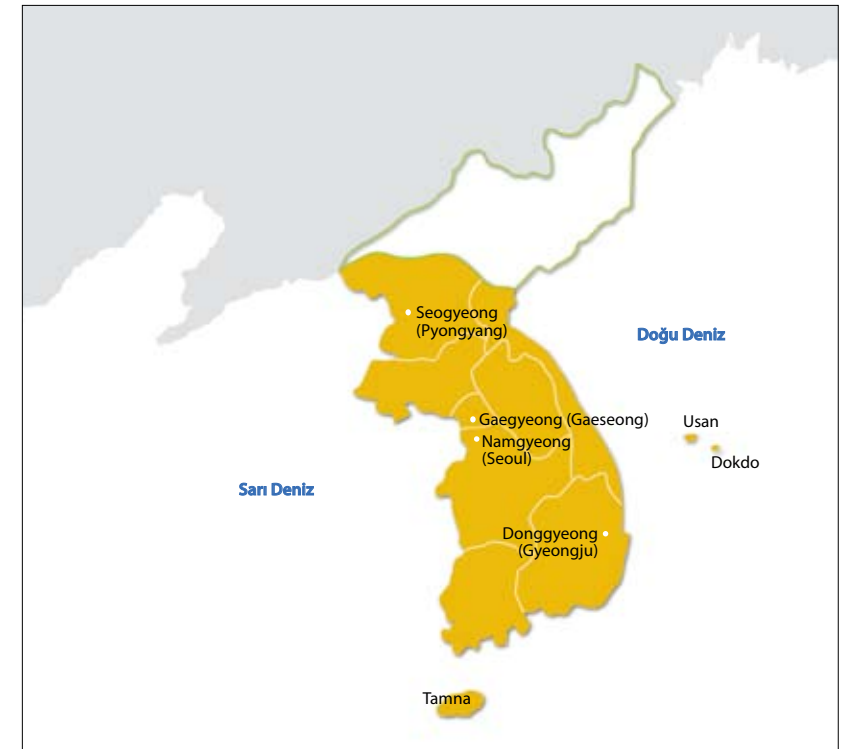 Seogyeong
(Pyongyang)
Doğu Deniz
Gaegyeong (Gaeseong)
Usan
Namgyeong
(Seoul)
Dokdo
Sarı Deniz
Donggyeong
(Gyeongju)
Tamna